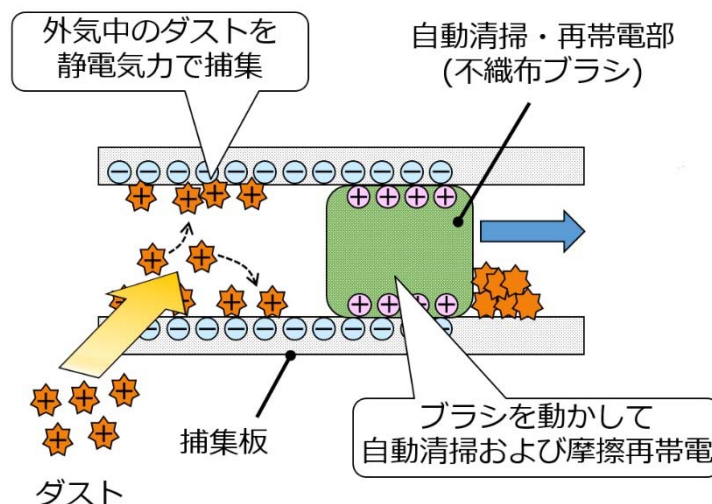 外気中のダストを
静電気力で捕集
自動清掃・再帯電部
(不織布ブラシ)
ダスト
捕集板
ブラシを動かして
自動清掃および摩擦再帯電